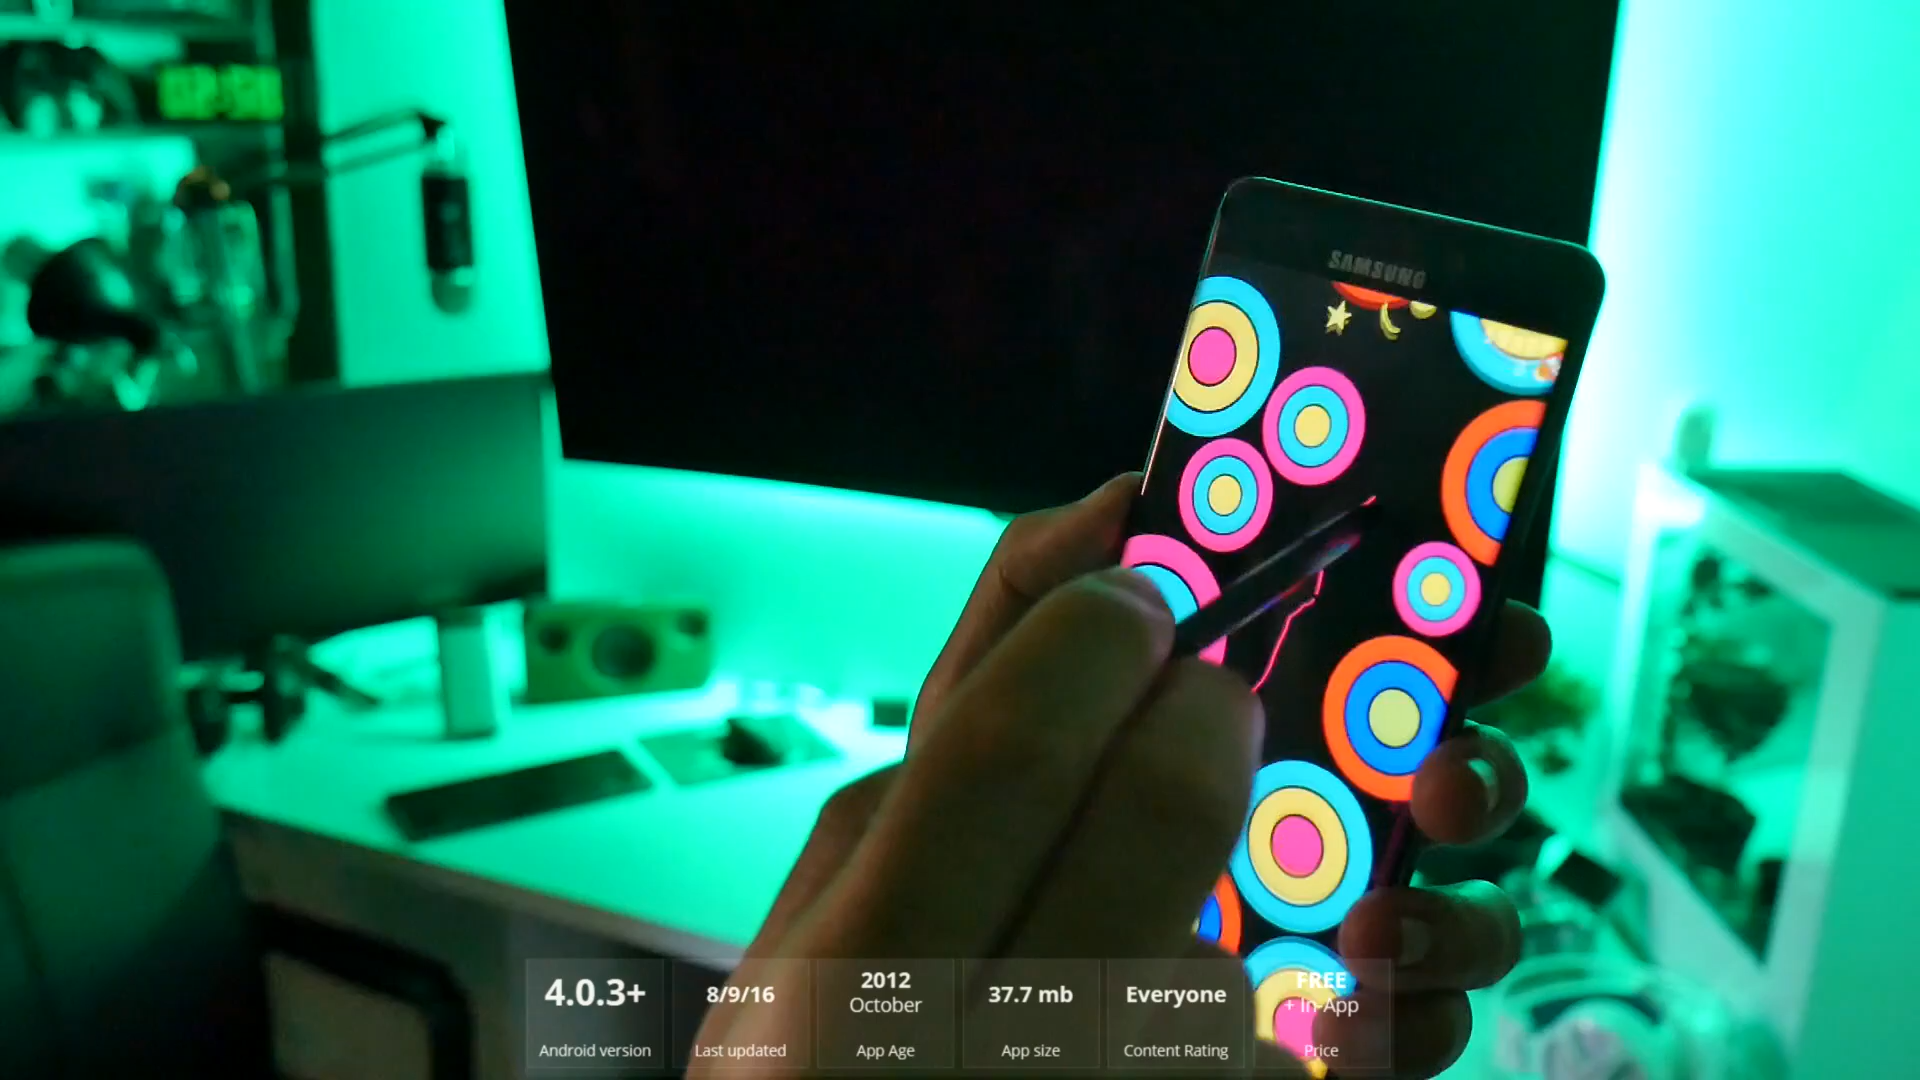 SAMSUNG
4.0.3+
Android version
8/9/16
Last updated
2012
October
App Age
37.7 mb
App size
Everyone
Content Rating
FREE
+ In-App
Price